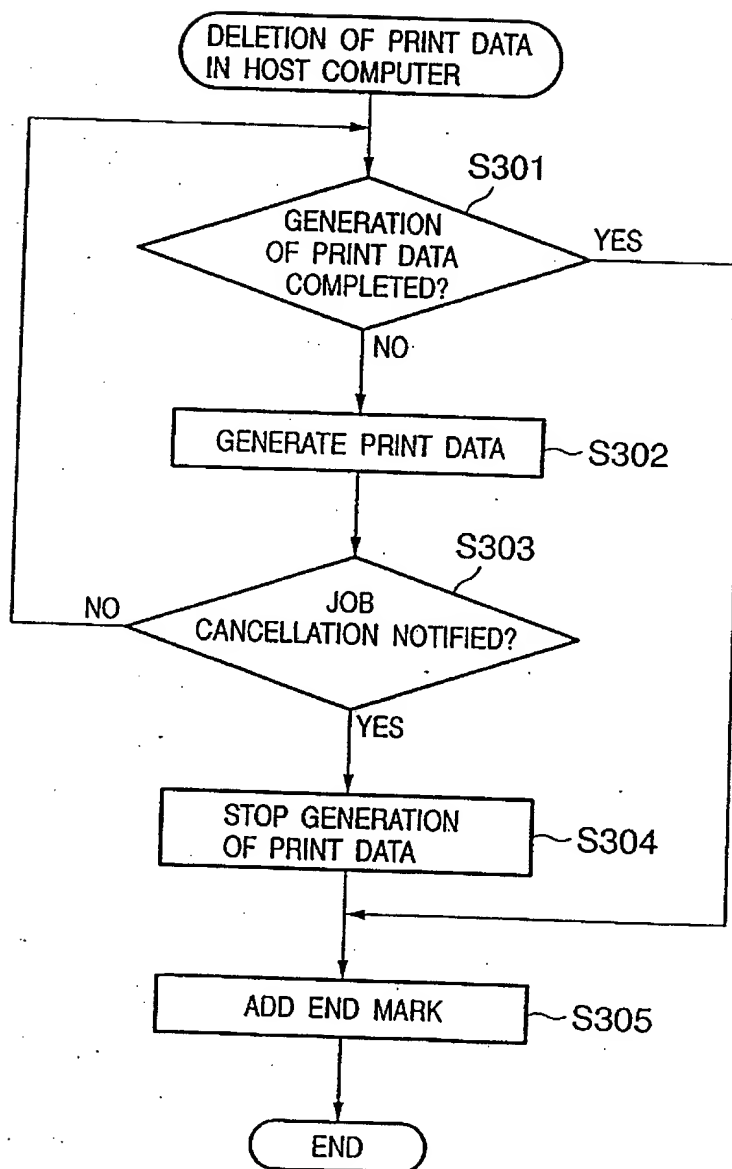 DELETION OF PRINT DATA
IN HOST COMPUTER
S301
GENERATION
OF PRINT DATA
COMPLETED?
YES
NO
GENERATE PRINT DATA
S302
S303
JOB
CANCELLATION NOTIFIED?
NO
YES
STOP GENERATION
OF PRINT DATA
S304
ADD END MARK
S305
END